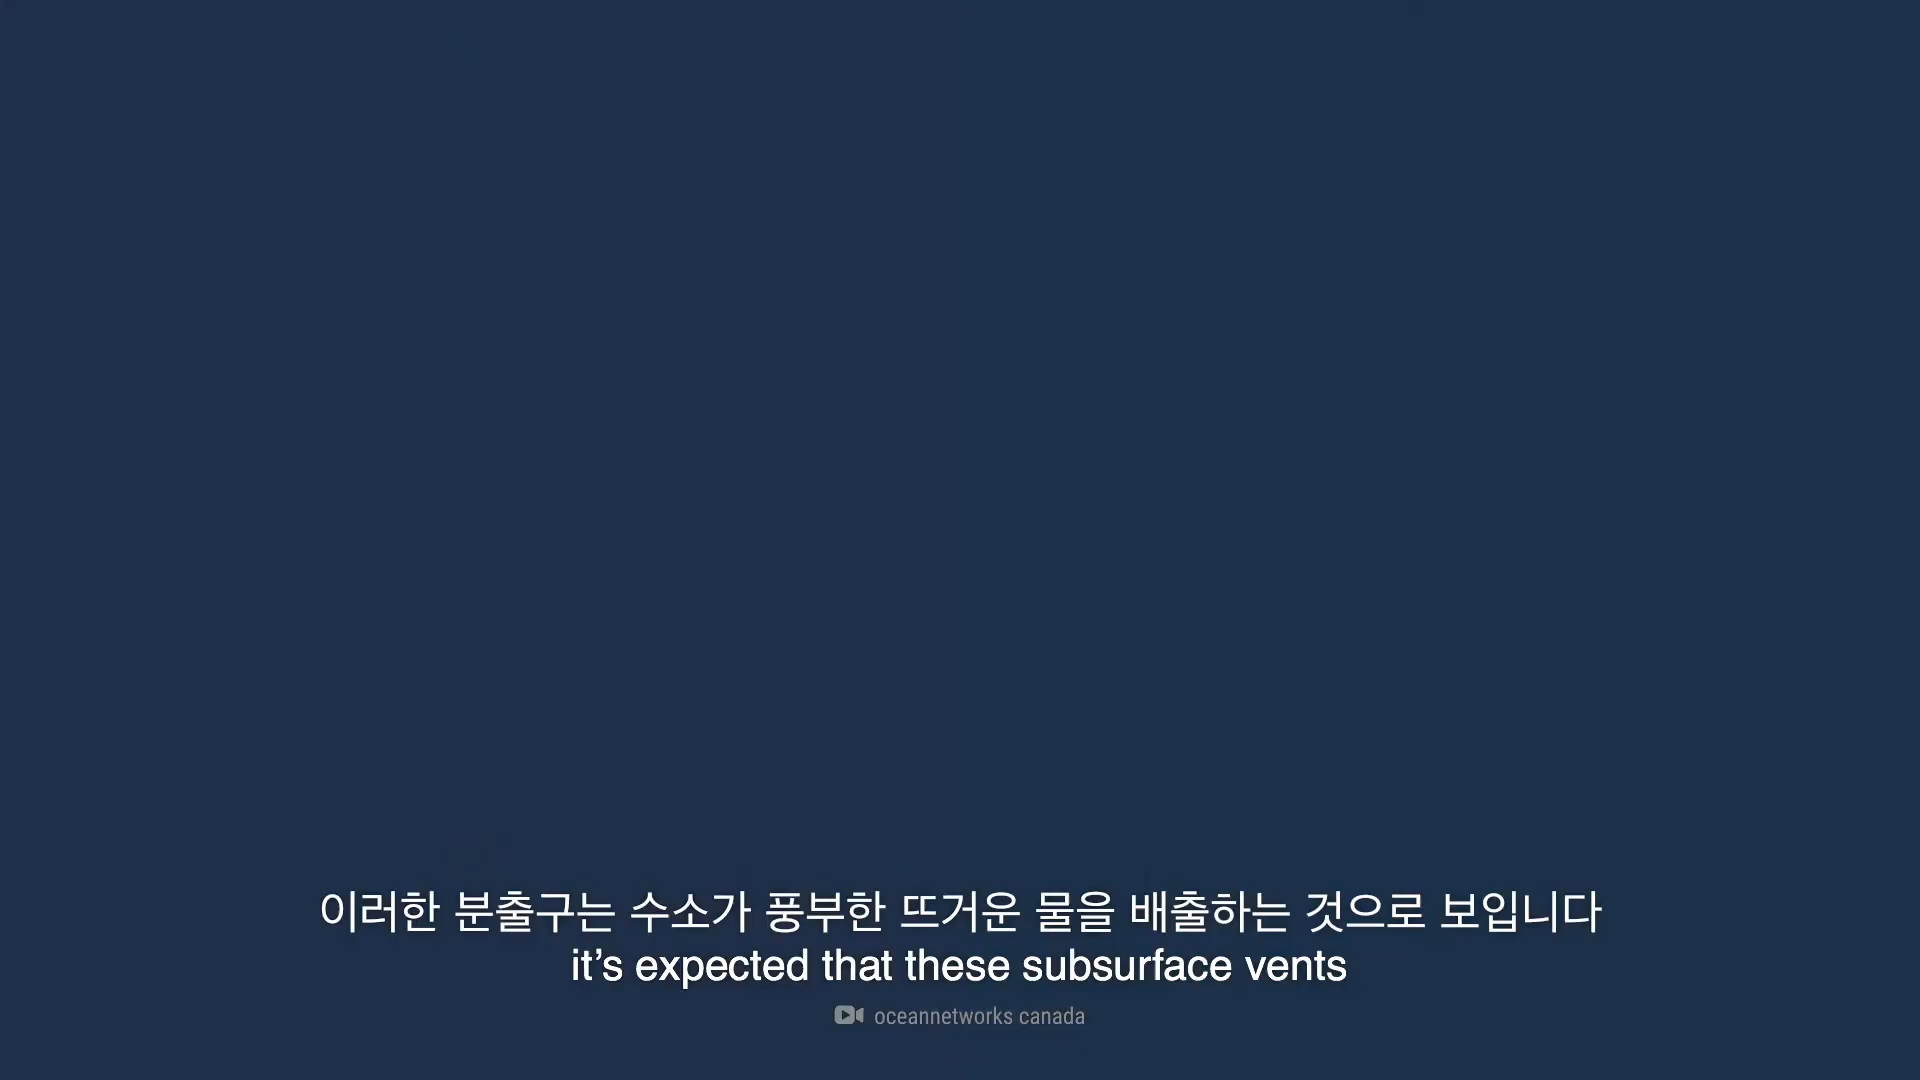 이러한 분출구는 수소가 풍부한 뜨거운 물을 배출하는 것으로 보입니다
it’s expected that these subsurface vents
oceannetworks canada